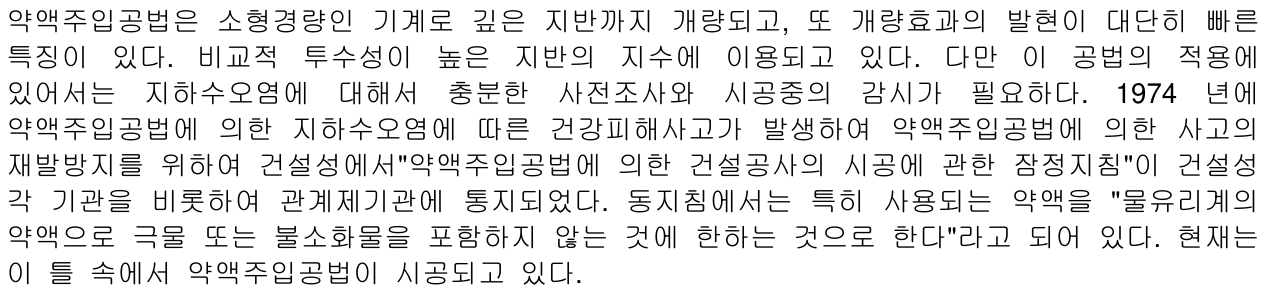 약액주입공법은 소형경량인 기계로 깊은 지반까지 개량되고, 또 개량효과의 발현이 대단히 빠른
특징이 있다. 비교적 투수성이 높은 지반의 지수에 이용되고 있다. 다만 이 공법의 적용에
있어서는 지하수오염에 대해서 충분한 사전조사와 시공중의 감시가 필요하다. 1974 년에
약액주입공법에 의한 지하수오염에 따른 건강피해사고가 발생하여 약액주입공법에 의한 사고의
재발방지를 위하여 건설성에서"약액주입공법에 의한 건설공사의 시공에 관한 잠정지침"이 건설성
각 기관을 비롯하여 관계제기관에 통지되었다. 동지침에서는 특히 사용되는 약액을 "물유리계의
약액으로 극물 또는 불소화물을 포함하지 않는 것에 한하는 것으로 한다"라고 되어 있다. 현재는
이 틀 속에서 약액주입공법이 시공되고 있다.